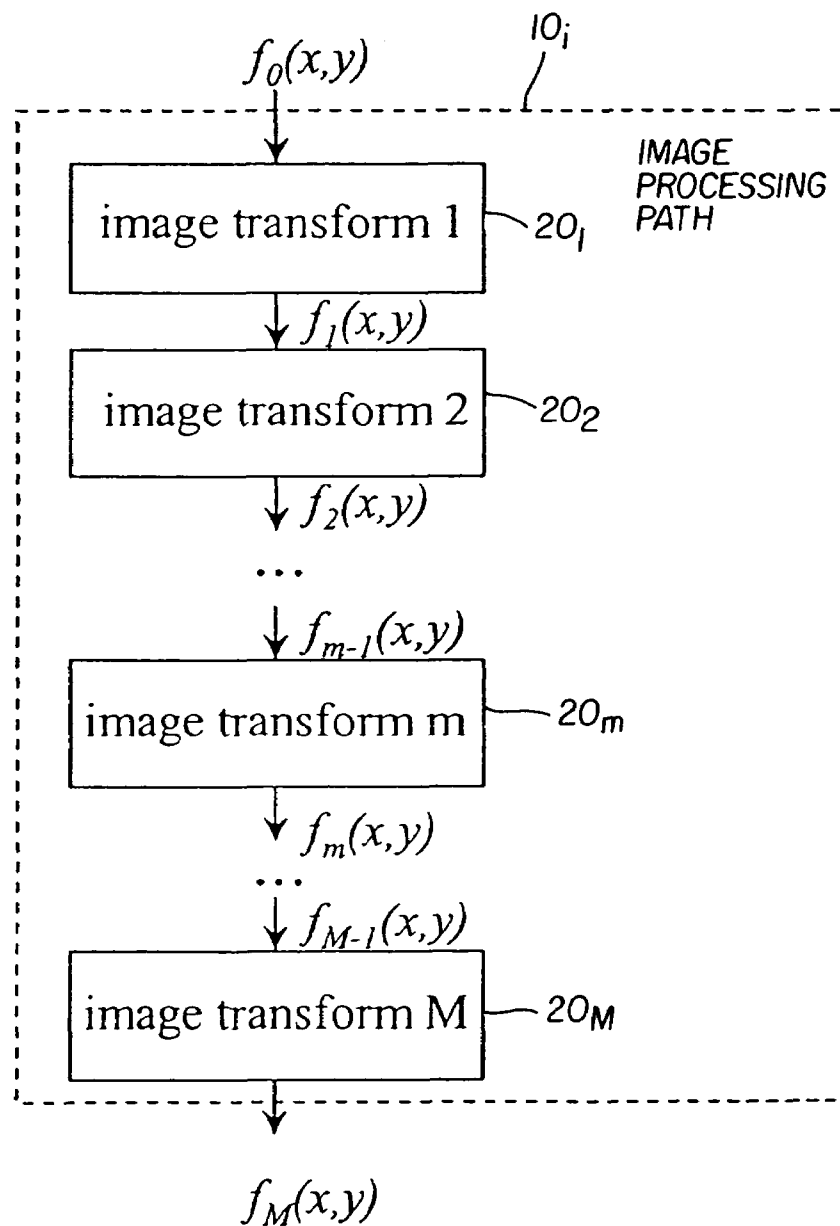 10i
f0(x,y)
IMAGE
PROCESSING
PATH
image transform 1
201
f1(x,y)
image transform 2
202
f2(x,y)
...
fm-1(x,y)
image transform m
20m
fm(x,y)
...
fM-1(x,y)
image transform M
20M
fM(x,y)